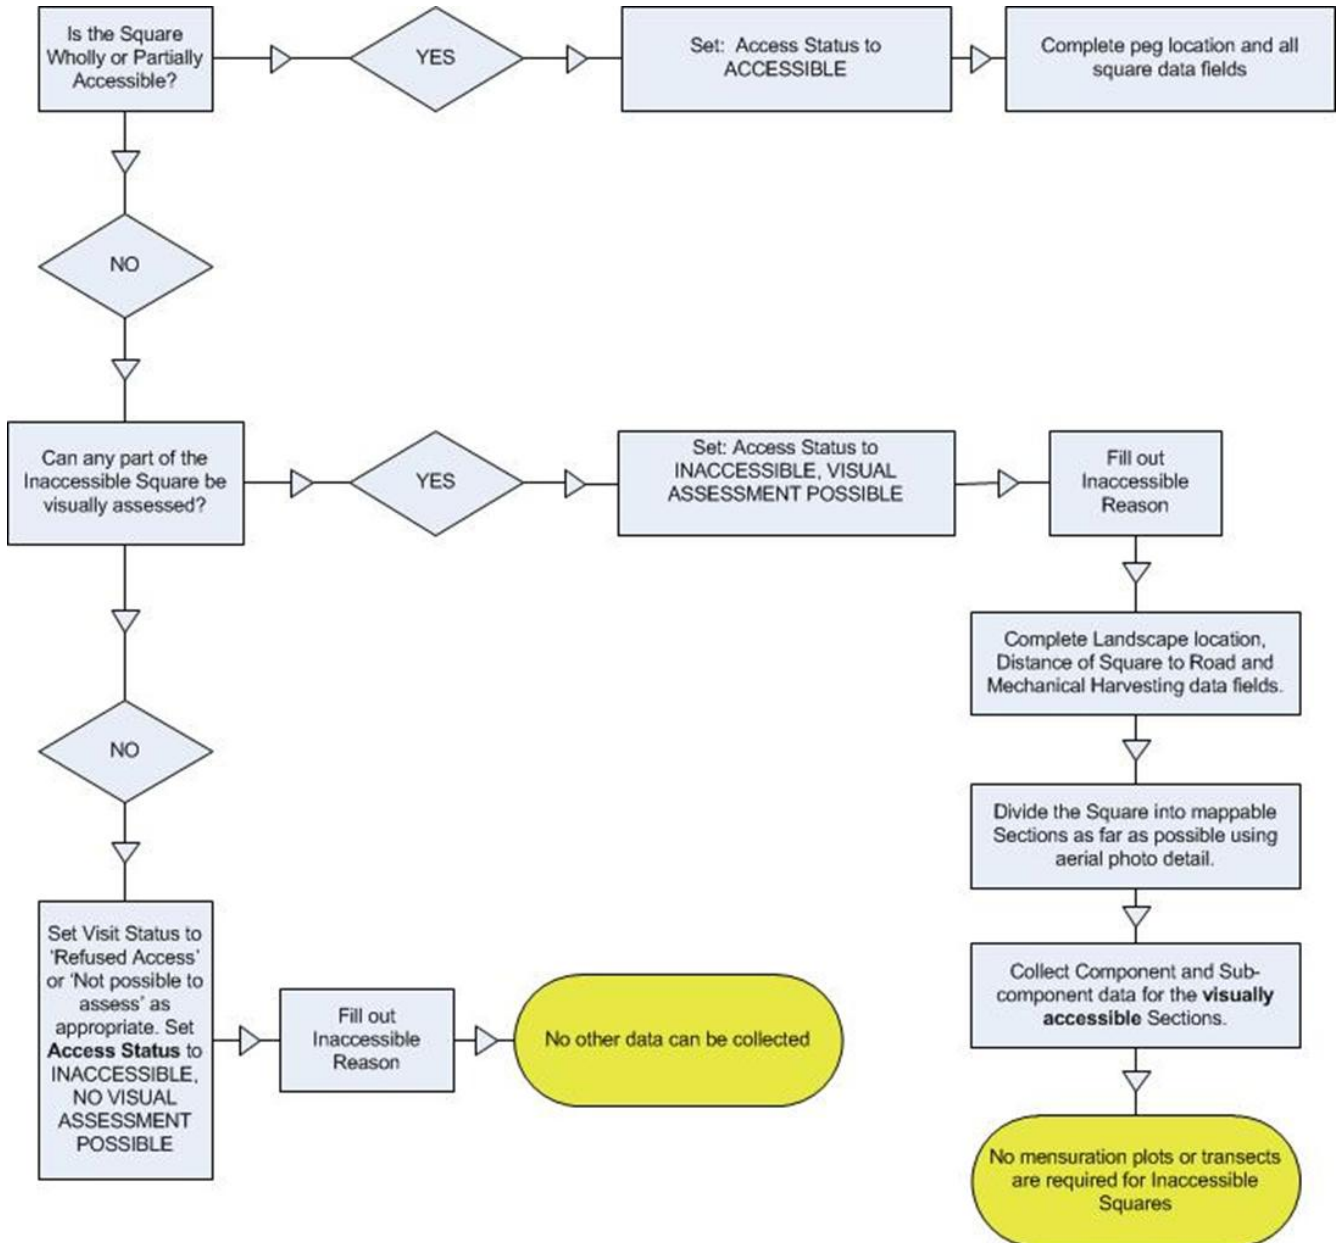 Is the Square
Wholly or Partially
Accessible?
YES
Set:  Access Status to
ACCESSIBLE
Complete peg location and all
square data fields
NO
Can any part of the
Inaccessible Square be
visually assessed?
YES
Set: Access Status to
INACCESSIBLE, VISUAL
ASSESSMENT POSSIBLE
Fill out
Inaccessible
Reason
Complete Landscape location,
Distance of Square to Road and
Mechanical Harvesting data fields.
Divide the Square into mappable
Sections as far as possible using
aerial photo detail.
Collect Component and Sub-
component data for the visually
accessible Sections.
No mensuration plots or transects
are required for Inaccessible
Squares
NO
Set Visit Status to
‘Refused Access’
or ‘Not possible to
assess’ as
appropriate. Set
Access Status to
INACCESSIBLE,
NO VISUAL
ASSESSMENT
POSSIBLE
Fill out
Inaccessible
Reason
No other data can be collected